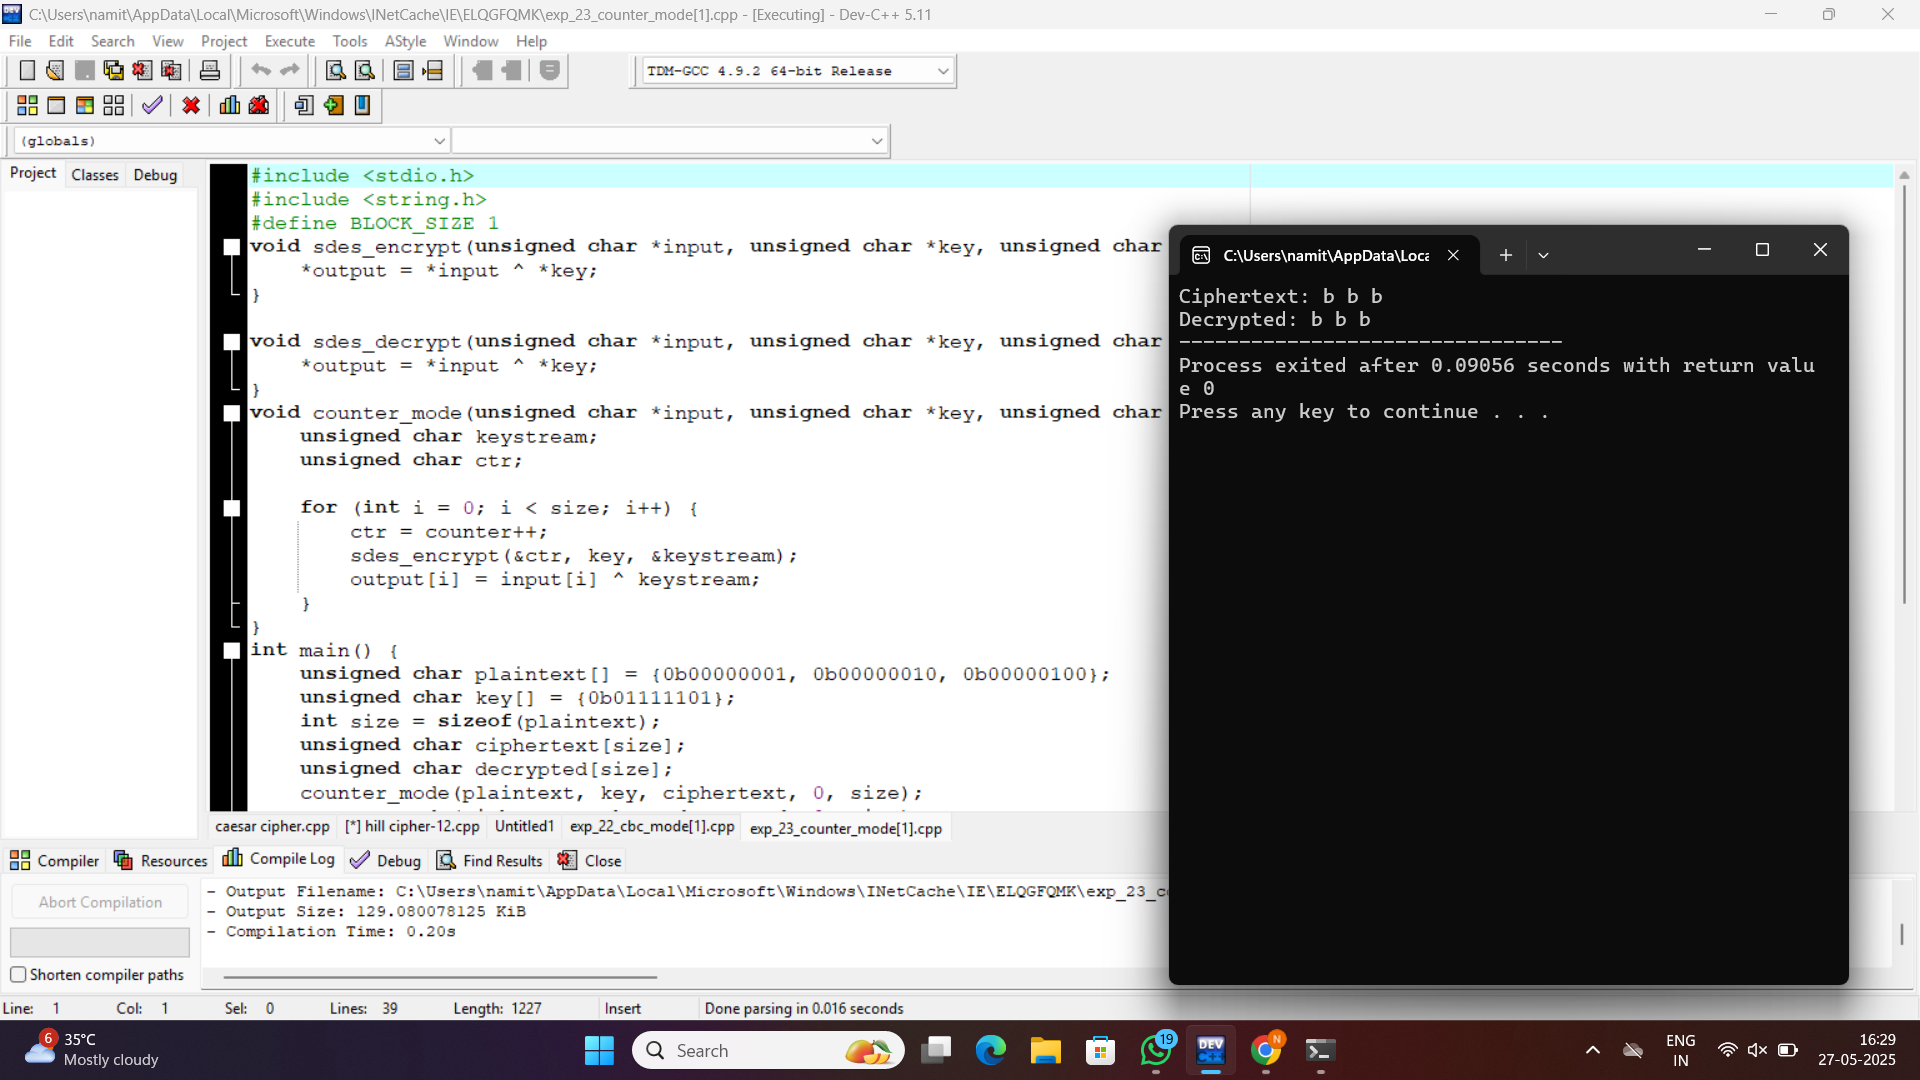 C:\Users\namit\AppData\Local\Microsoft\Windows\INetCache\IE\ELQGFQMK\exp_23_counter_mode[1].cpp - [Executing] - Dev-C++ 5.11
File Edit Search View Project Execute Tools AStyle Window Help
TDM-GCC 4.9.2 64-bit Release
(globals)
Project Classes Debug
#include <stdio.h>
#include <string.h>
#define BLOCK_SIZE 1
void sdes_encrypt(unsigned char *input, unsigned char *key, unsigned char
*output = *input ^ *key;
}
void sdes_decrypt(unsigned char *input, unsigned char *key, unsigned char
*output = *input ^ *key;
}
void counter_mode(unsigned char *input, unsigned char *key, unsigned char
unsigned char keystream;
unsigned char ctr;
for (int i = 0; i < size; i++) {
ctr = counter++;
sdes_encrypt(&ctr, key, &keystream);
output[i] = input[i] ^ keystream;
}
}
int main() {
unsigned char plaintext[] = {0b00000001, 0b00000010, 0b00000100};
unsigned char key[] = {0b01111101};
int size = sizeof(plaintext);
unsigned char ciphertext[size];
unsigned char decrypted[size];
counter_mode(plaintext, key, ciphertext, 0, size);
C:\Users\namit\AppData\Loca
Ciphertext: b b b
Decrypted: b b b
--------------------------------
Process exited after 0.09056 seconds with return valu
e 0
Press any key to continue . . .
caesar cipher.cpp [*] hill cipher-12.cpp Untitled1 exp_22_cbc_mode[1].cpp exp_23_counter_mode[1].cpp
Compiler Resources Compile Log Debug Find Results Close
Abort Compilation
Shorten compiler paths
- Output Filename: C:\Users\namit\AppData\Local\Microsoft\Windows\INetCache\IE\ELQGFQMK\exp_23_c
- Output Size: 129.080078125 KiB
- Compilation Time: 0.20s
Line: 1 Col: 1 Sel: 0 Lines: 39 Length: 1227 Insert Done parsing in 0.016 seconds
6
35°C
Mostly cloudy
Search
19
DEV
N
ENG
IN
16:29
27-05-2025